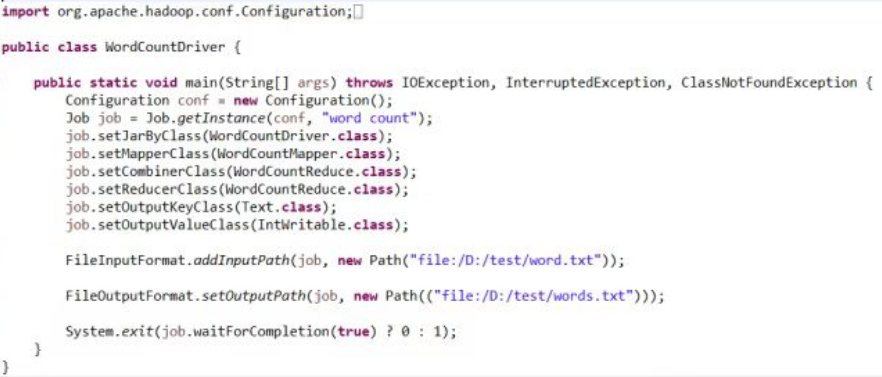 import org.apache.hadoop.conf.Configuration;
public class WordCountDriver {
public static void main(String[] args) throws IOException, InterruptedException, ClassNotFoundException {
Configuration conf = new Configuration();
Job job = Job.getInstance(conf, "word count");
job.setJarByClass(WordCountDriver.class);
job.setMapperClass(WordCountMapper.class);
job.setCombinerClass(WordCountReduce.class);
job.setReducerClass(WordCountReduce.class);
job.setOutputKeyClass(Text.class);
job.setOutputValueClass(IntWritable.class);
FileInputFormat.addInputPath(job, new Path("file:/D:/test/word.txt"));
FileOutputFormat.setOutputPath(job, new Path(("file:/D:/test/words.txt")));
System.exit(job.waitForCompletion(true) ? 0 : 1);
}
}